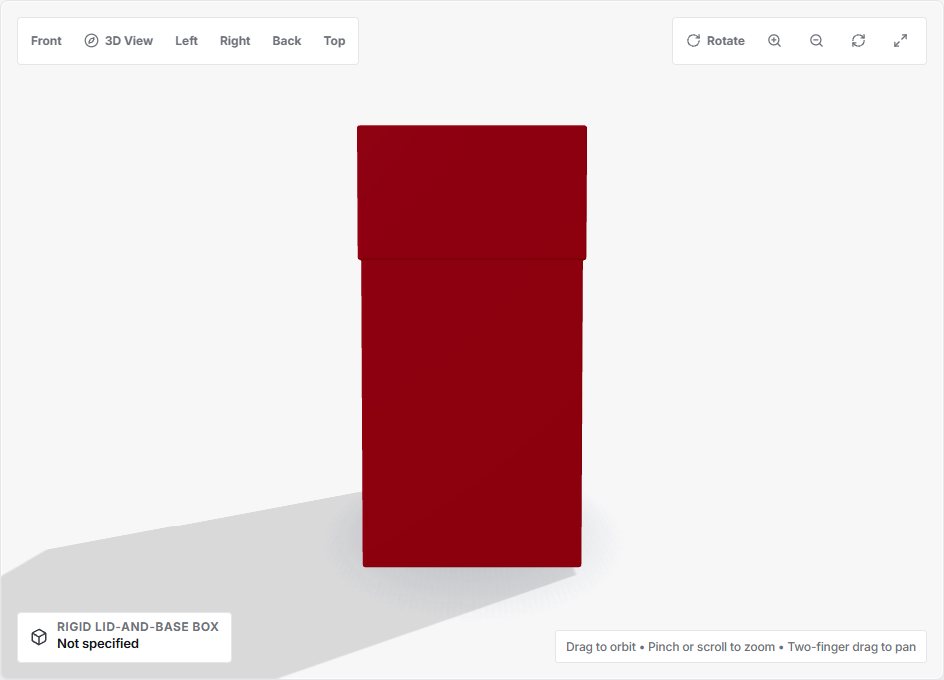 Front
3D View
Left
Right
Back
Top
Rotate
RIGID LID-AND-BASE BOX
Not specified
Drag to orbit • Pinch or scroll to zoom • Two-finger drag to pan